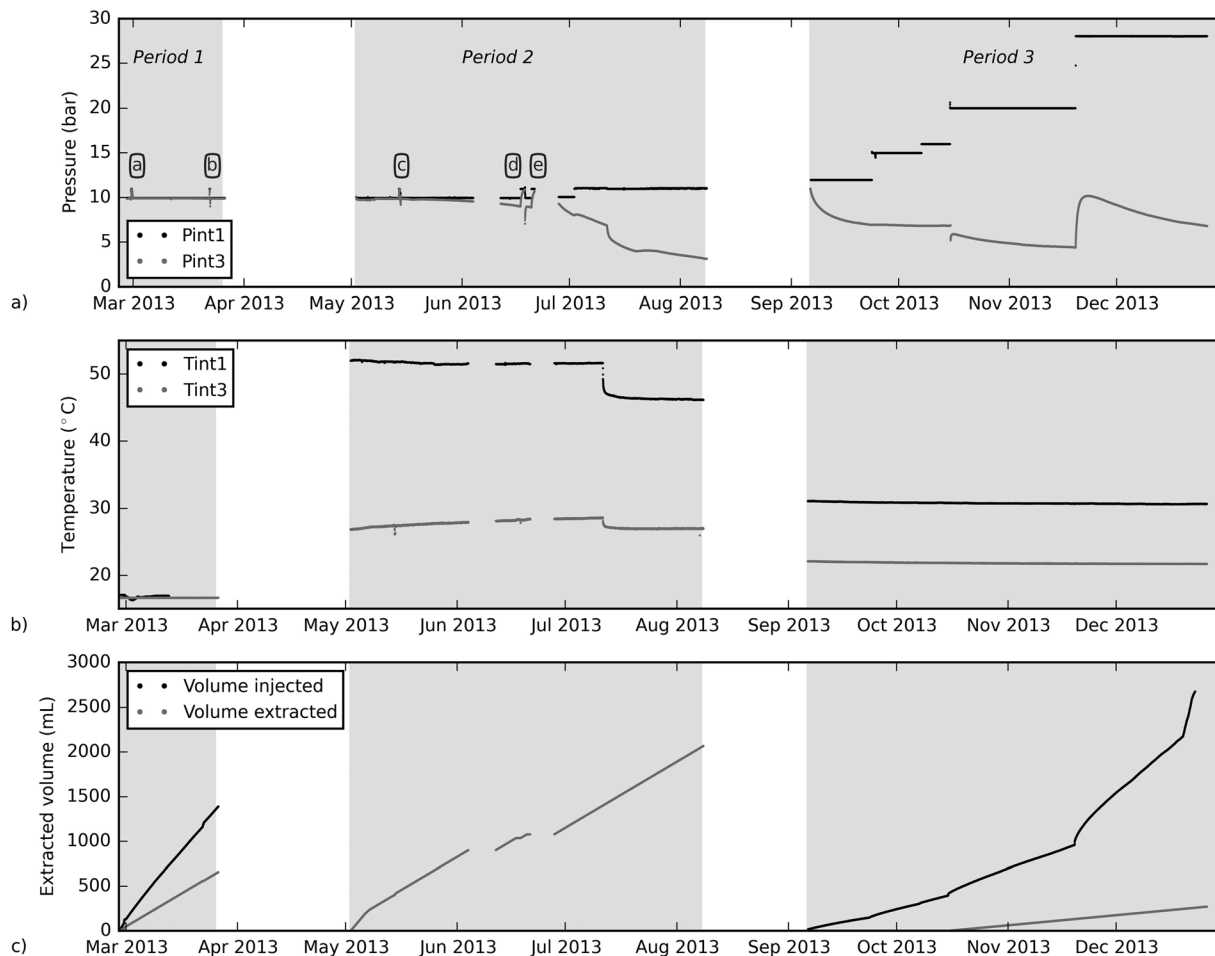 30
25
20
15
10
5
0
Pressure (bar)
Period 1
Period 2
Period 3
a
b
c
d
e
Pint1
Pint3
Mar 2013 Apr 2013 May 2013 Jun 2013 Jul 2013 Aug 2013 Sep 2013 Oct 2013 Nov 2013 Dec 2013
a)
50
40
30
20
Temperature (°C)
Tint1
Tint3
Mar 2013 Apr 2013 May 2013 Jun 2013 Jul 2013 Aug 2013 Sep 2013 Oct 2013 Nov 2013 Dec 2013
b)
3000
2500
2000
1500
1000
500
0
Extracted volume (mL)
Volume injected
Volume extracted
Mar 2013 Apr 2013 May 2013 Jun 2013 Jul 2013 Aug 2013 Sep 2013 Oct 2013 Nov 2013 Dec 2013
c)